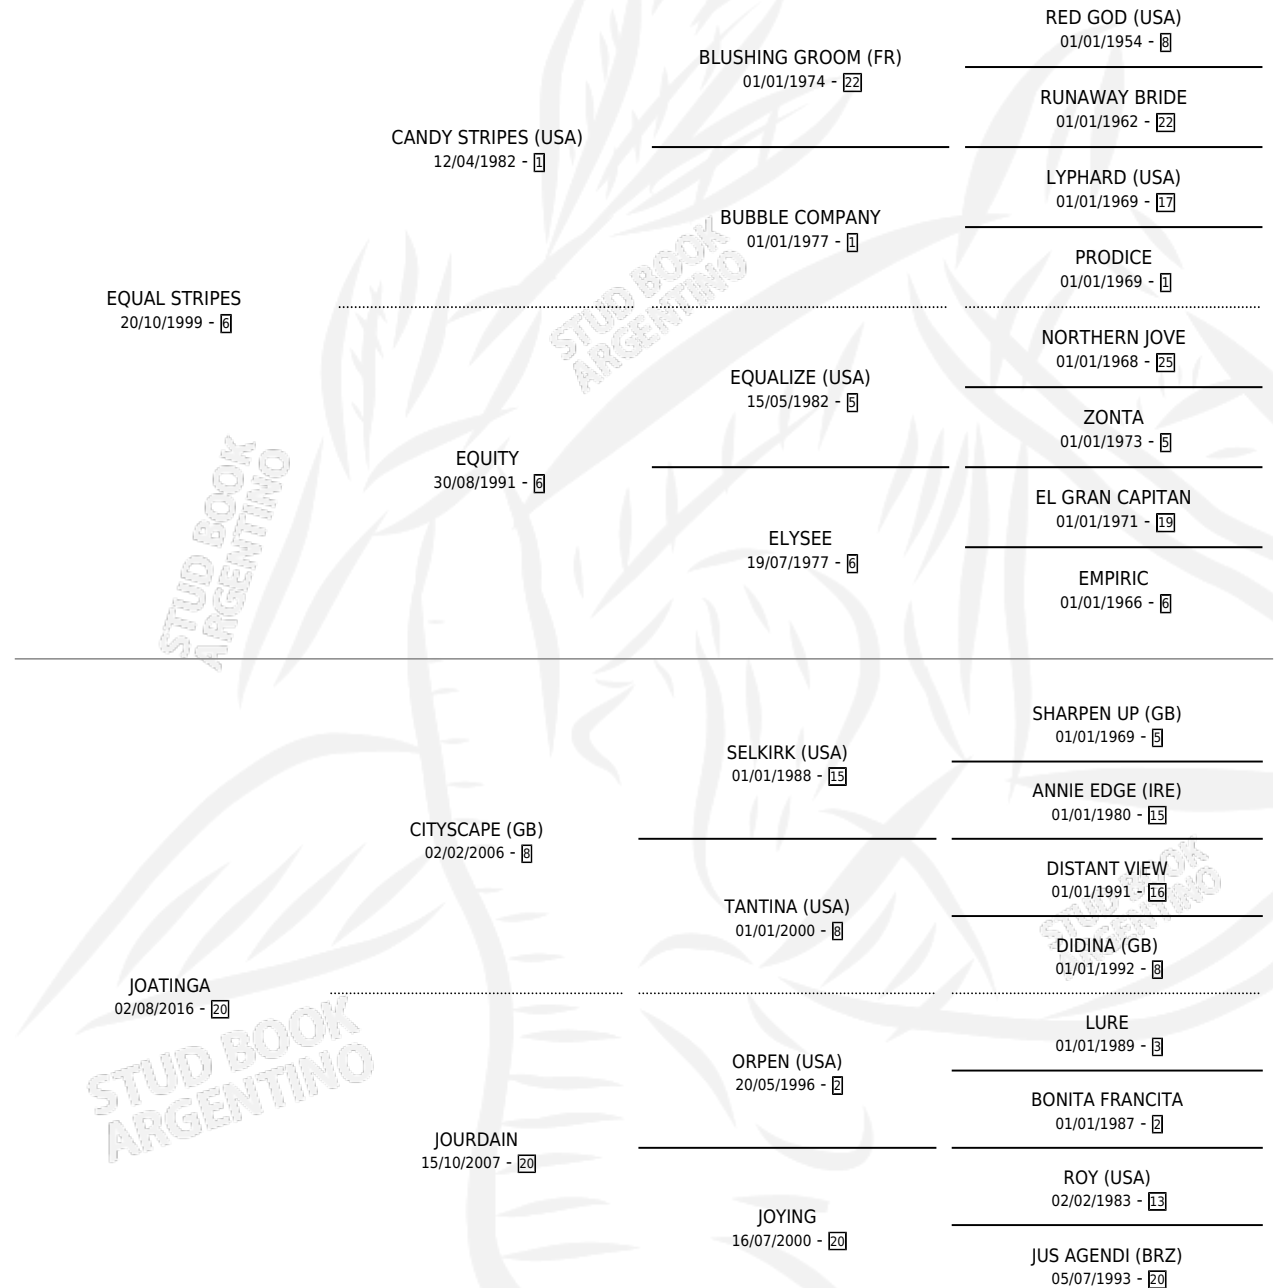 RED GOD (USA)
01/01/1954 - 8
BLUSHING GROOM (FR)
01/01/1974 - 22
RUNAWAY BRIDE
01/01/1962 - 22
CANDY STRIPES (USA)
12/04/1982 - 1
LYPHARD (USA)
01/01/1969 - 17
BUBBLE COMPANY
01/01/1977 - 1
PRODICE
01/01/1969 - 1
EQUAL STRIPES
20/10/1999 - 6
STUD BOOK
ARGENTINO
NORTHERN JOVE
01/01/1968 - 25
EQUALIZE (USA)
15/05/1982 - 5
ZONTA
01/01/1973 - 5
EQUITY
30/08/1991 - 6
EL GRAN CAPITAN
01/01/1971 - 19
ELYSEE
19/07/1977 - 6
EMPIRIC
01/01/1966 - 6
STUD BOOK
ARGENTINO
SHARPEN UP (GB)
01/01/1969 - 5
SELKIRK (USA)
01/01/1988 - 15
ANNIE EDGE (IRE)
01/01/1980 - 15
CITYSCAPE (GB)
02/02/2006 - 8
DISTANT VIEW
01/01/1991 - 16
TANTINA (USA)
01/01/2000 - 8
STUD BOOK
ARGENTINO
DIDINA (GB)
01/01/1992 - 8
JOATINGA
02/08/2016 - 20
STUD BOOK
ARGENTINO
LURE
01/01/1989 - 3
ORPEN (USA)
20/05/1996 - 2
BONITA FRANCITA
01/01/1987 - 2
JOURDAIN
15/10/2007 - 20
ROY (USA)
02/02/1983 - 13
JOYING
16/07/2000 - 20
JUS AGENDI (BRZ)
05/07/1993 - 20